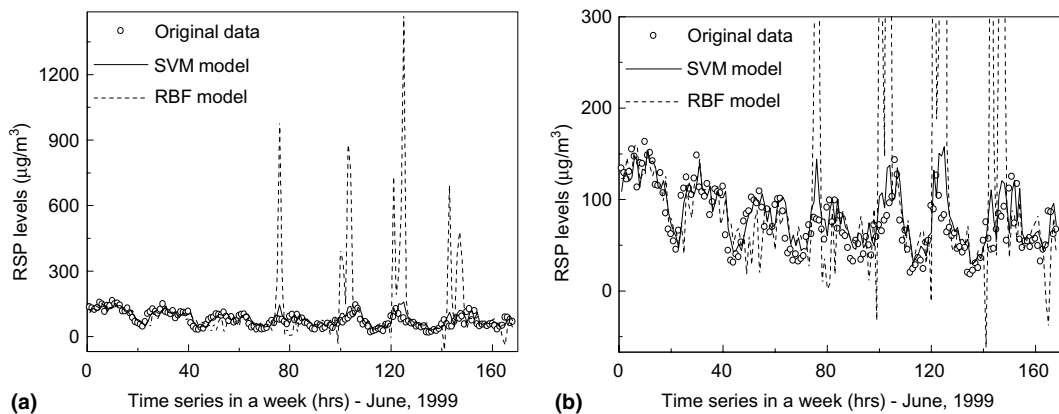 Original data
SVM model
RBF model
1200
900
600
300
0
RSP levels (μg/m³)
0 40 80 120 160
(a) Time series in a week (hrs) - June, 1999
300
Original data
SVM model
RBF model
200
100
0
RSP levels (μg/m³)
0 40 80 120 160
(b) Time series in a week (hrs) - June, 1999